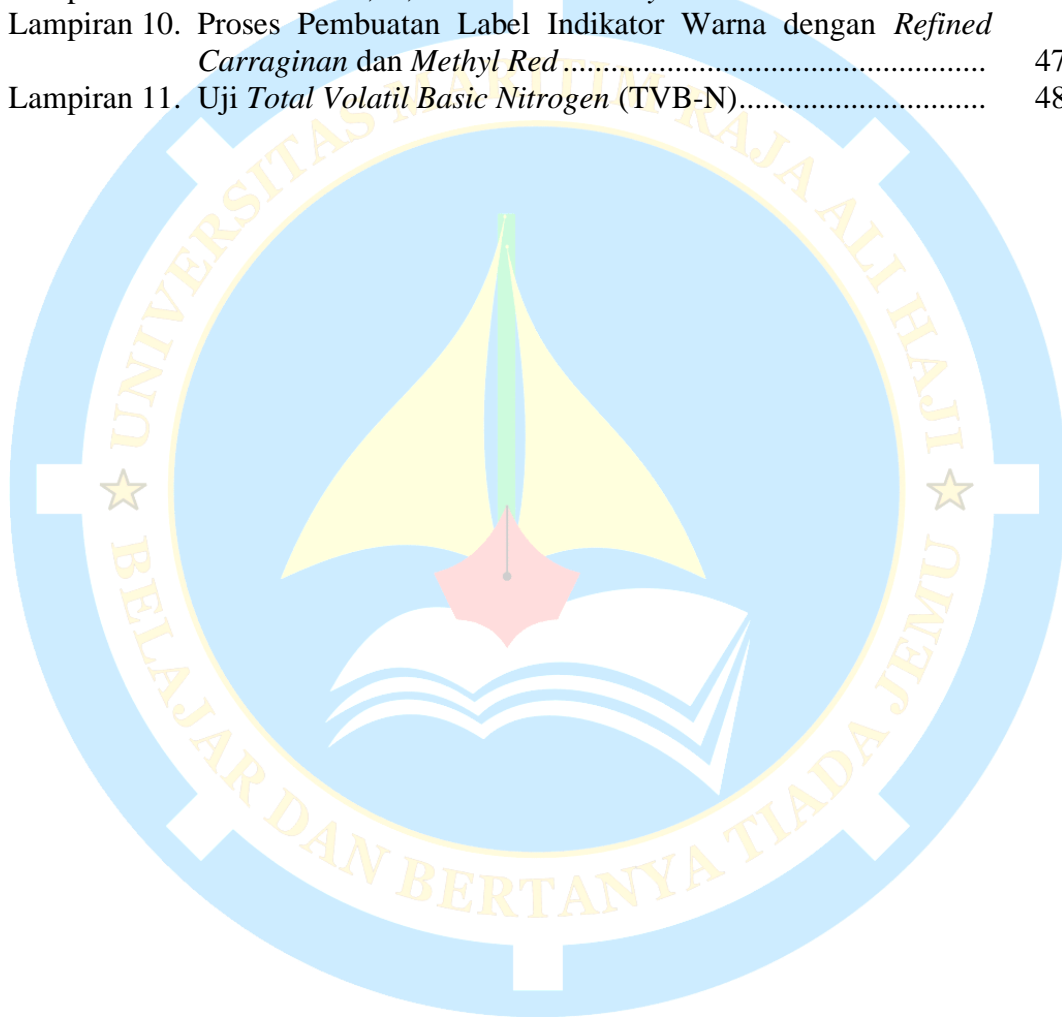 Lampiran 10. Proses Pembuatan Label Indikator Warna dengan Refined
Carraginan dan Methyl Red................................................ 47
Lampiran 11. Uji Total Volatil Basic Nitrogen (TVB-N)............................ 48
UNIVERSITAS MARITIM RAJA ALI HAJI
BELAJAR DAN BERTANYA TIADA JEMU